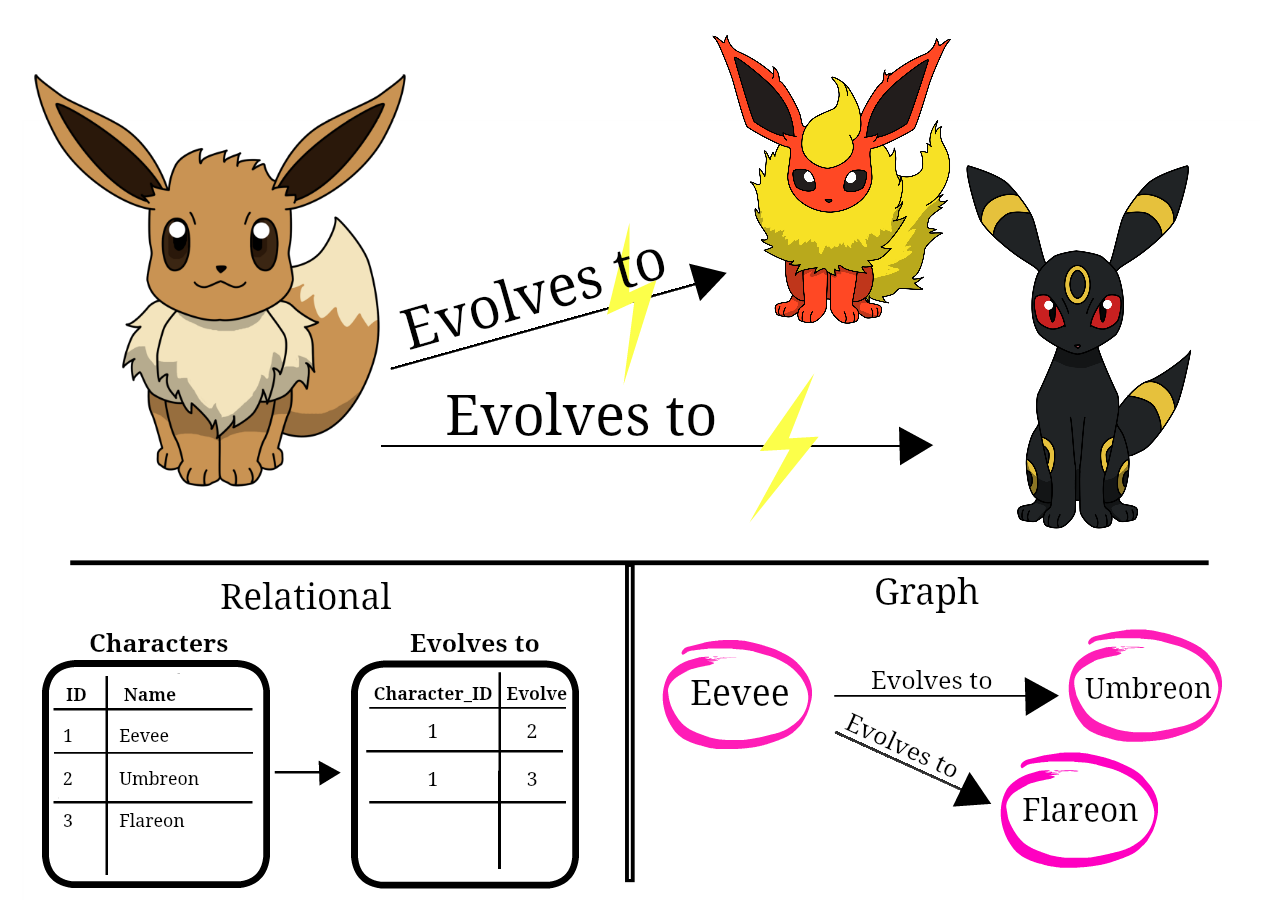 Evolves to
Evolves to
Relational
Characters
ID Name
1 Eevee
2 Umbreon
3 Flareon
Evolves to
Character_ID Evolve
1 2
1 3
Graph
Eevee
Evolves to
Umbreon
Evolves to
Flareon